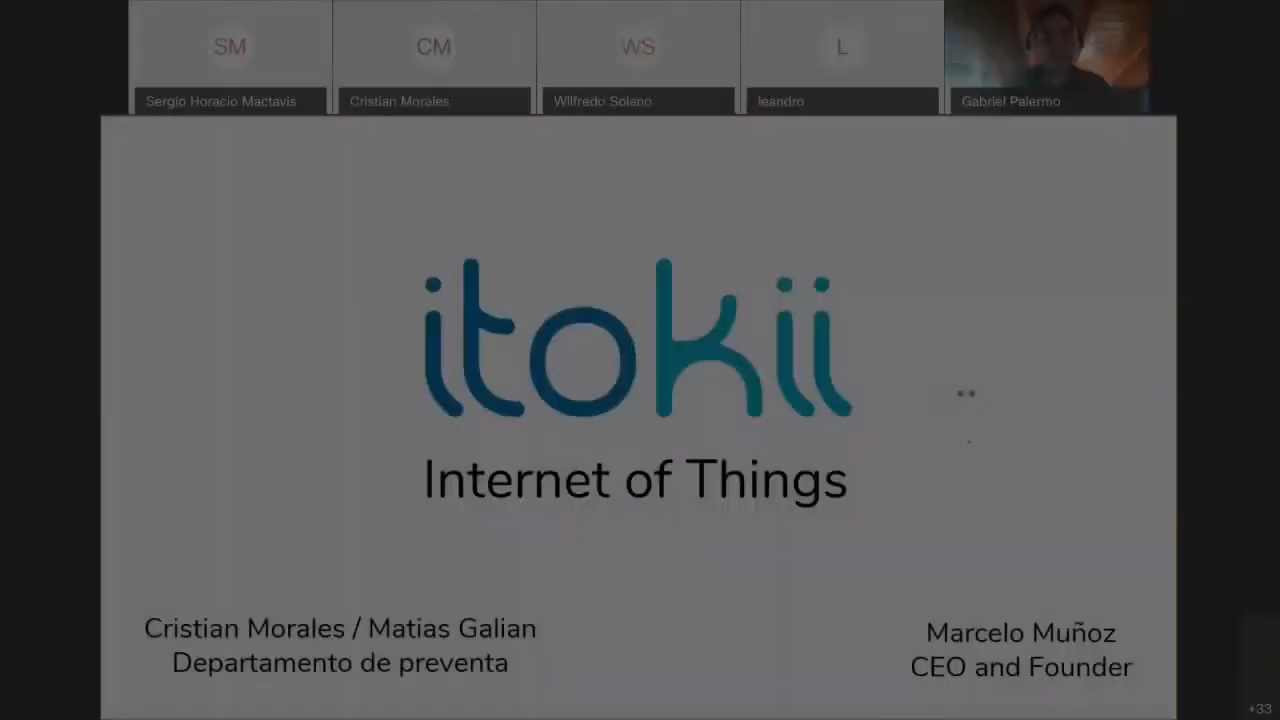 SM
CM
WS
L
Sergio Horacio Mactavis
Cristian Morales
Wilfredo Solano
leandro
Gabriel Palermo
itokii
Internet of Things
Cristian Morales / Matias Galian
Departamento de preventa
Marcelo Muñoz
CEO and Founder
+33